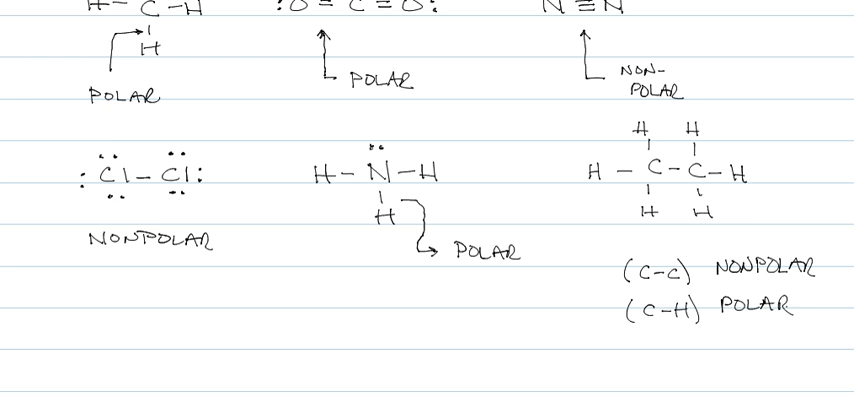 H - C - H :O = C = O: N ≡ N
H
POLAR POLAR NON-
POLAR
H H
:Cl - Cl: H - N - H H - C - C - H
H H H
NONPOLAR POLAR
(C-C) NONPOLAR
(C-H) POLAR